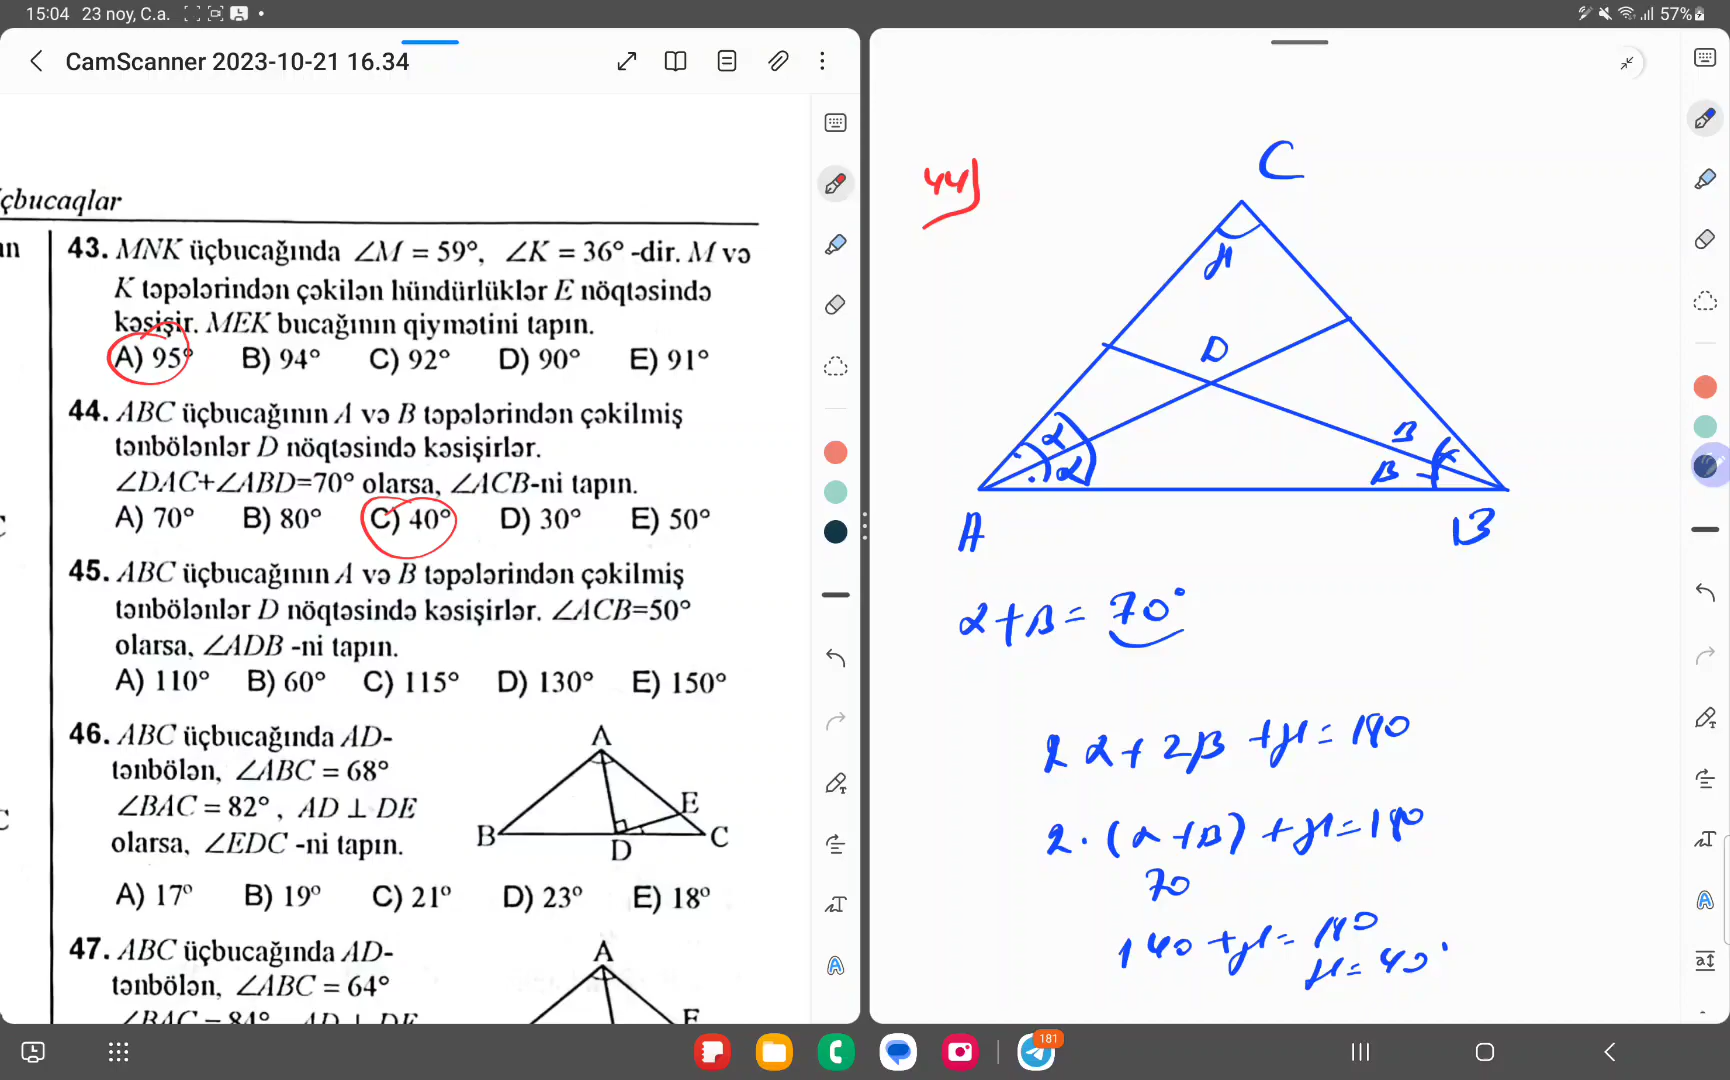 15:04 23 noy, C.a.
57%
CamScanner 2023-10-21 16.34
çbucaqlar
43. MNK üçbucağında ∠M = 59°, ∠K = 36° -dir. M və
K təpələrindən çəkilən hündürlüklər E nöqtəsində
kəsişir. MEK bucağının qiymətini tapın.
A) 95° B) 94° C) 92° D) 90° E) 91°
44. ABC üçbucağının A və B təpələrindən çəkilmiş
tənbölənlər D nöqtəsində kəsişirlər.
∠DAC+∠ABD=70° olarsa, ∠ACB-ni tapın.
A) 70° B) 80° C) 40° D) 30° E) 50°
45. ABC üçbucağının A və B təpələrindən çəkilmiş
tənbölənlər D nöqtəsində kəsişirlər. ∠ACB=50°
olarsa, ∠ADB -ni tapın.
A) 110° B) 60° C) 115° D) 130° E) 150°
46. ABC üçbucağında AD-
tənbölən, ∠ABC = 68°
∠BAC = 82°, AD ⊥ DE
olarsa, ∠EDC -ni tapın.
A
B
E
C
D
A) 17° B) 19° C) 21° D) 23° E) 18°
47. ABC üçbucağında AD-
tənbölən, ∠ABC = 64°
∠BAC = 84° AD ⊥ DE
A
E
44)
C
γ
D
α
α
β
β
A
B
α+β=70°
2α+2β+γ=180
2·(α+β)+γ=180
70
140+γ=180
γ=40°
181